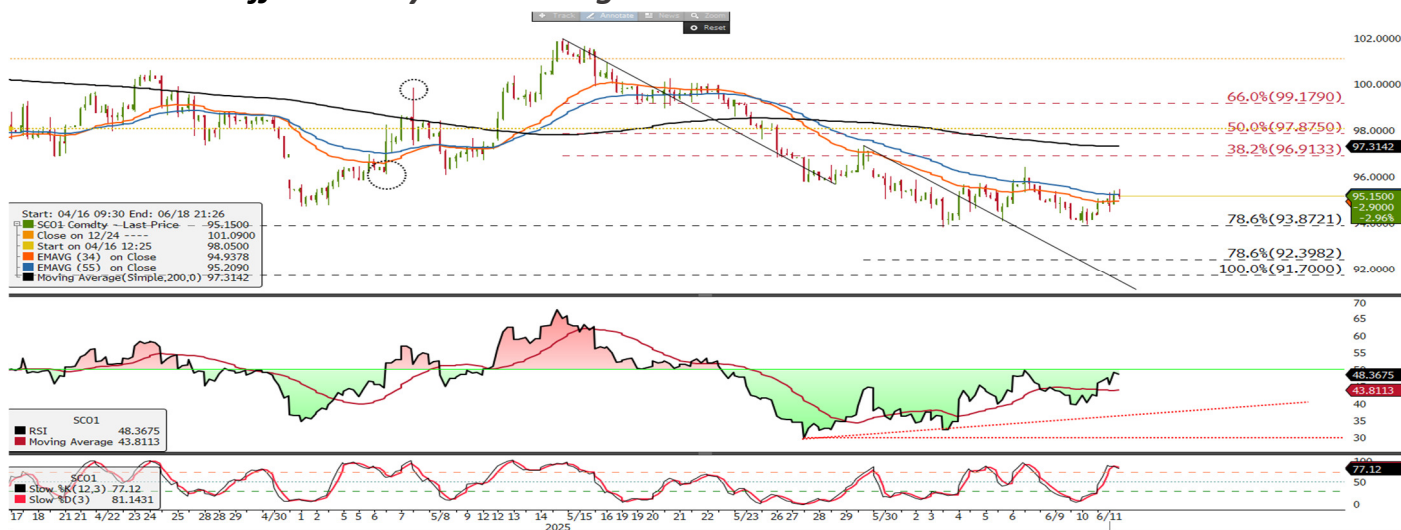 Track Annotate News Zoom
Reset
102.0000
100.0000
66.0%(99.1790)
50.0%(97.8750)
98.0000
97.3142
38.2%(96.9133)
96.0000
95.1500
-2.9000
-2.96%
78.6%(93.8721)
78.6%(92.3982)
100.0%(91.7000)
92.0000
Start: 04/16 09:30 End: 06/18 21:26
SCO1 Comdty - Last Price 95.1500
Close on 12/24 ---- 101.0900
Start on 04/16 12:25 98.0500
EMAVG (34) on Close 94.9378
EMAVG (55) on Close 95.2090
Moving Average(Simple,200,0) 97.3142
70
65
60
55
48.3675
43.8113
40
35
30
SCO1
RSI 48.3675
Moving Average 43.8113
77.12
50
0
SCO1
Slow %K(12,3) 77.12
Slow %D(3) 81.1431
17 18 21 21 4/22 23 24 25 28 28 29 4/30 1 2 5 5 6 7 5/8 9 12 12 13 14 5/15 16 19 19 20 21 22 5/23 26 27 28 29 5/30 2 3 4 5 6 6/9 10 6/11
2025